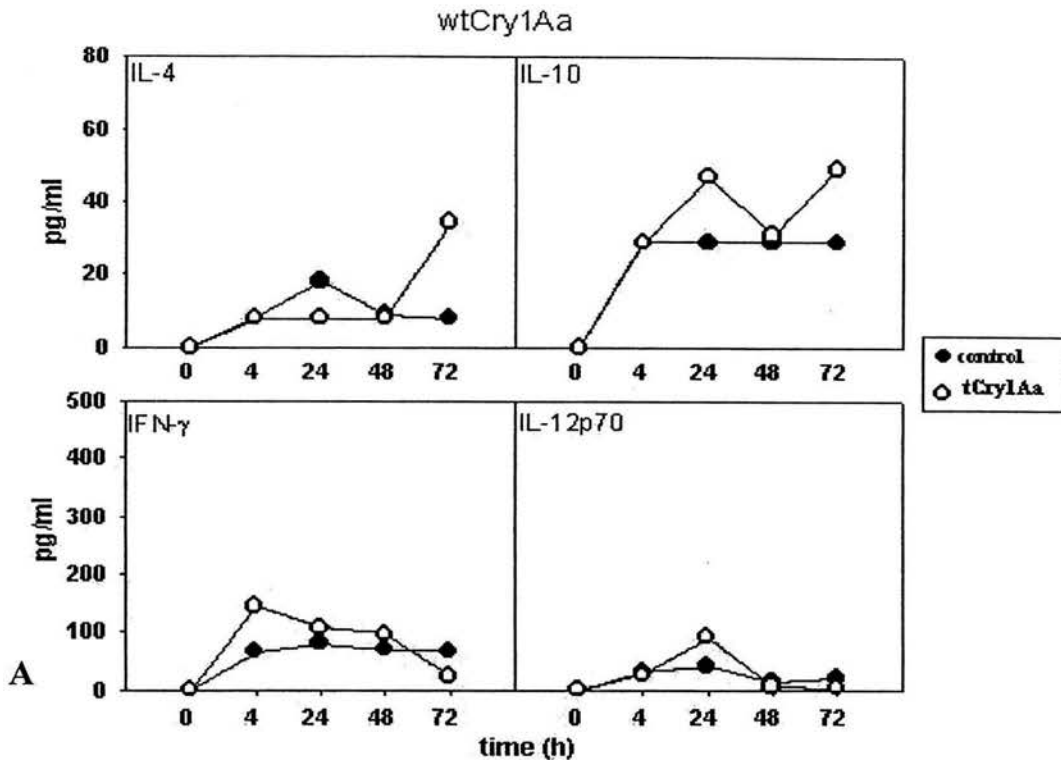 wtCry1Aa
80
60
40
20
0
pg/ml
IL-4
IL-10
0 4 24 48 72
0 4 24 48 72
control
tCry1Aa
500
400
300
200
100
0
pg/ml
IFN-γ
IL-12p70
A
0 4 24 48 72
0 4 24 48 72
time (h)